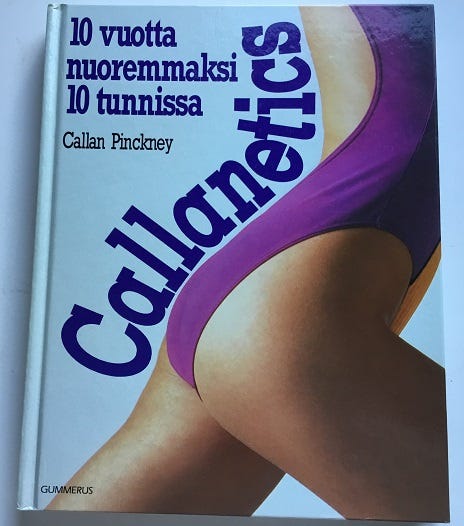 10 vuotta
nuoremmaksi
10 tunnissa
Callan Pinckney
Callanetics
GUMMERUS